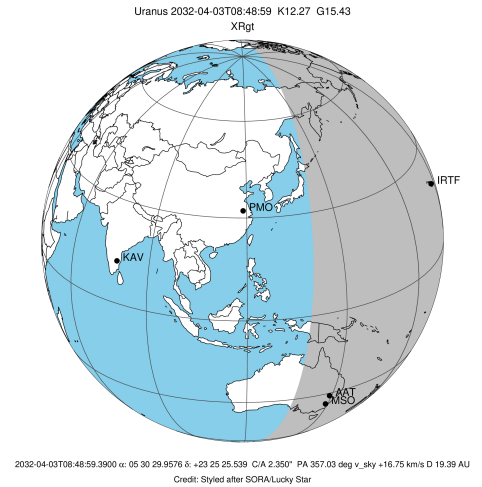 Uranus 2032-04-03T08:48:59 K12.27 G15.43
XRgt
IRTF
PMO
KAV
AAT
MSO
2032-04-03T08:48:59.3900 α: 05 30 29.9576 δ: +23 25 25.539 C/A 2.350" PA 357.03 deg v_sky +16.75 km/s D 19.39 AU
Credit: Styled after SORA/Lucky Star